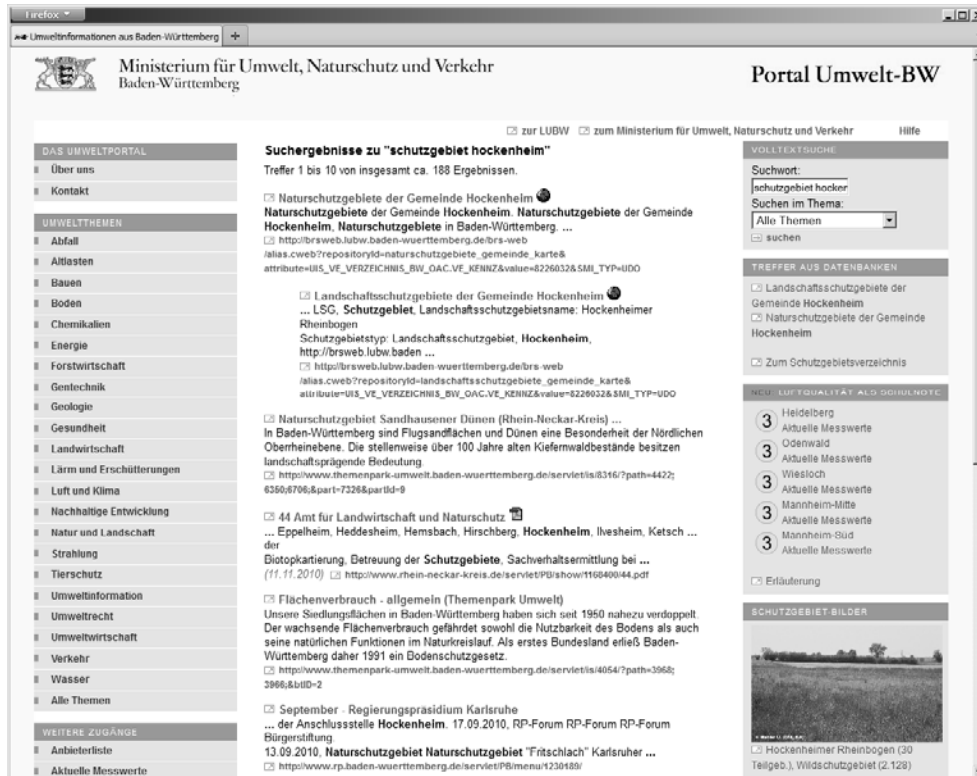 Firefox
Umweltinformationen aus Baden-Württemberg +
Ministerium für Umwelt, Naturschutz und Verkehr
Baden-Württemberg
Portal Umwelt-BW
zur LUBW zum Ministerium für Umwelt, Naturschutz und Verkehr Hilfe
DAS UMWELTPORTAL
Über uns
Kontakt
UMWELTTHEMEN
Abfall
Altlasten
Bauen
Boden
Chemikalien
Energie
Forstwirtschaft
Gentechnik
Geologie
Gesundheit
Landwirtschaft
Lärm und Erschütterungen
Luft und Klima
Nachhaltige Entwicklung
Natur und Landschaft
Strahlung
Tierschutz
Umweltinformation
Umweltrecht
Umweltwirtschaft
Verkehr
Wasser
Alle Themen
WEITERE ZUGÄNGE
Anbieterliste
Aktuelle Messwerte
Suchergebnisse zu "schutzgebiet hockenheim"
Treffer 1 bis 10 von insgesamt ca. 188 Ergebnissen.
Naturschutzgebiete der Gemeinde Hockenheim
Naturschutzgebiete der Gemeinde Hockenheim. Naturschutzgebiete der Gemeinde
Hockenheim, Naturschutzgebiete in Baden-Württemberg. ...
http://brsweb.lubw.baden-wuerttemberg.de/brs-web
/alias.cweb?repositoryId=naturschutzgebiete_gemeinde_karte&
attribute=UIS_VE_VERZEICHNIS_BW_OAC.VE_KENNZ&value=8226032&SMI_TYP=UDO
Landschaftsschutzgebiete der Gemeinde Hockenheim
... LSG, Schutzgebiet, Landschaftsschutzgebietsname: Hockenheimer
Rheinbogen
Schutzgebietstyp: Landschaftsschutzgebiet, Hockenheim,
http://brsweb.lubw.baden ...
http://brsweb.lubw.baden-wuerttemberg.de/brs-web
/alias.cweb?repositoryId=landschaftsschutzgebiete_gemeinde_karte&
attribute=UIS_VE_VERZEICHNIS_BW_OAC.VE_KENNZ&value=8226032&SMI_TYP=UDO
Naturschutzgebiet Sandhausener Dünen (Rhein-Neckar-Kreis) ...
In Baden-Württemberg sind Flugsandflächen und Dünen eine Besonderheit der Nördlichen
Oberrheinebene. Die stellenweise über 100 Jahre alten Kiefernwaldbestände besitzen
landschaftsprägende Bedeutung.
http://www.themenpark-umwelt.baden-wuerttemberg.de/servlet/is/8316/?path=4422;
6350;6706;&part=7326&partId=9
44 Amt für Landwirtschaft und Naturschutz
... Eppelheim, Heddesheim, Hemsbach, Hirschberg, Hockenheim, Ilvesheim, Ketsch ...
der
Biotopkartierung, Betreuung der Schutzgebiete, Sachverhaltsermittlung bei ...
(11.11.2010) http://www.rhein-neckar-kreis.de/servlet/PB/show/1168400/44.pdf
Flächenverbrauch - allgemein (Themenpark Umwelt)
Unsere Siedlungsflächen in Baden-Württemberg haben sich seit 1950 nahezu verdoppelt.
Der wachsende Flächenverbrauch gefährdet sowohl die Nutzbarkeit des Bodens als auch
seine natürlichen Funktionen im Naturkreislauf. Als erstes Bundesland erließ Baden-
Württemberg daher 1991 ein Bodenschutzgesetz.
http://www.themenpark-umwelt.baden-wuerttemberg.de/servlet/is/4054/?path=3958;
3966;&btID=2
September - Regierungspräsidium Karlsruhe
... der Anschlussstelle Hockenheim. 17.09.2010, RP-Forum RP-Forum RP-Forum
Bürgerstiftung.
13.09.2010, Naturschutzgebiet Naturschutzgebiet "Fritschlach" Karlsruher ...
http://www.rp.baden-wuerttemberg.de/servlet/PB/menu/1230189/
VOLLTEXTSUCHE
Suchwort:
schutzgebiet hocken
Suchen im Thema:
Alle Themen
suchen
TREFFER AUS DATENBANKEN
Landschaftsschutzgebiete der
Gemeinde Hockenheim
Naturschutzgebiete der Gemeinde
Hockenheim
Zum Schutzgebietsverzeichnis
NEU: LUFTQUALITÄT ALS SCHULNOTE
3 Heidelberg
Aktuelle Messwerte
3 Odenwald
Aktuelle Messwerte
3 Wiesloch
Aktuelle Messwerte
3 Mannheim-Mitte
Aktuelle Messwerte
3 Mannheim-Süd
Aktuelle Messwerte
Erläuterung
SCHUTZGEBIET-BILDER
Hockenheimer Rheinbogen (30
Teilgeb.), Wildschutzgebiet (2.128)